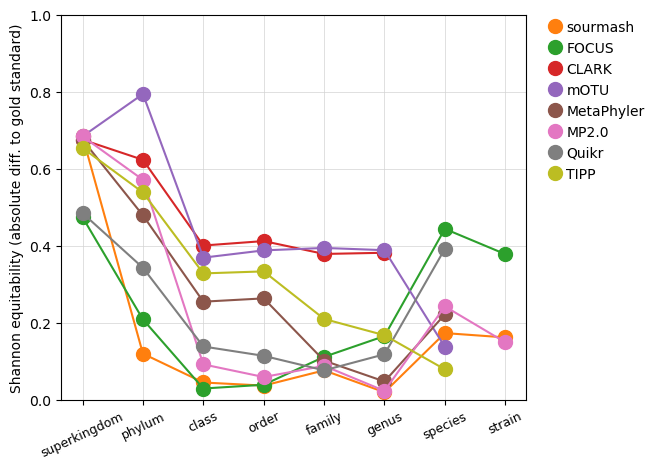 Shannon equitability (absolute diff. to gold standard)
1.0
0.8
0.6
0.4
0.2
0.0
superkingdom
phylum
class
order
family
genus
species
strain
sourmash
FOCUS
CLARK
mOTU
MetaPhyler
MP2.0
Quikr
TIPP